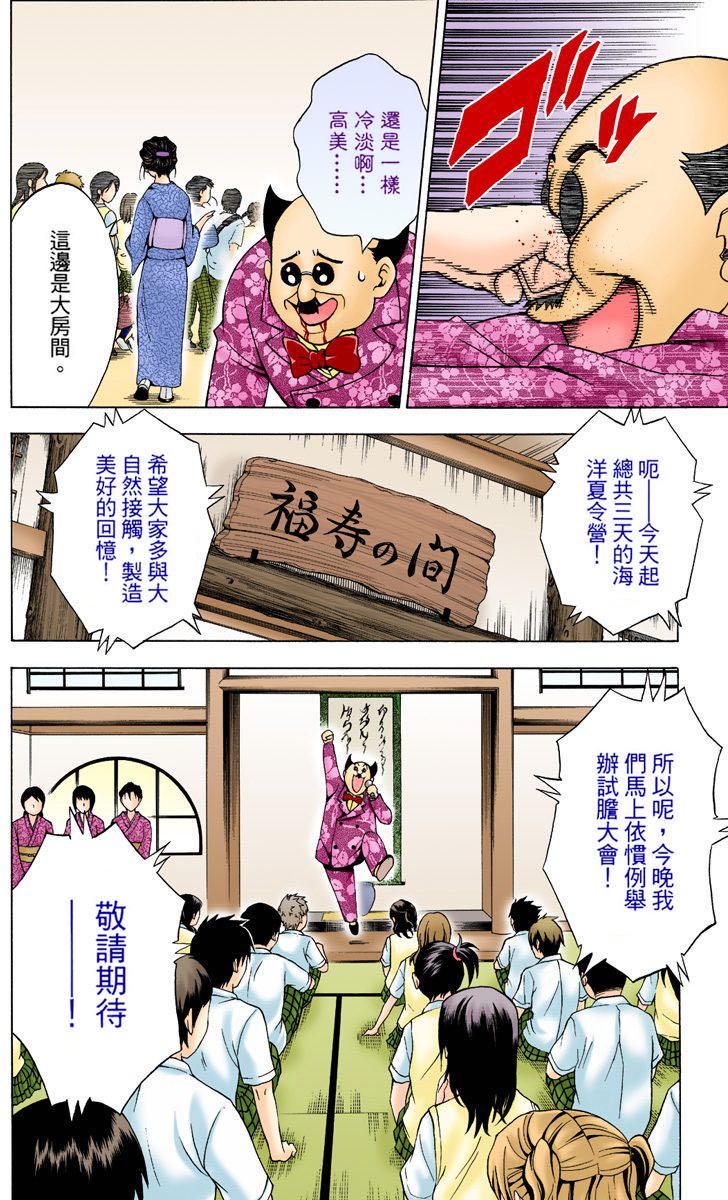 ゴッ
還是一樣
冷淡啊…
高美……
這邊是大房間。
呃——今天起
總共三天的海
洋夏令營！
福寿の間
希望大家多與大
自然接觸，製造
美好的回憶！
所以呢，今晚我
們馬上依慣例舉
辦試膽大會！
敬請期待
——！